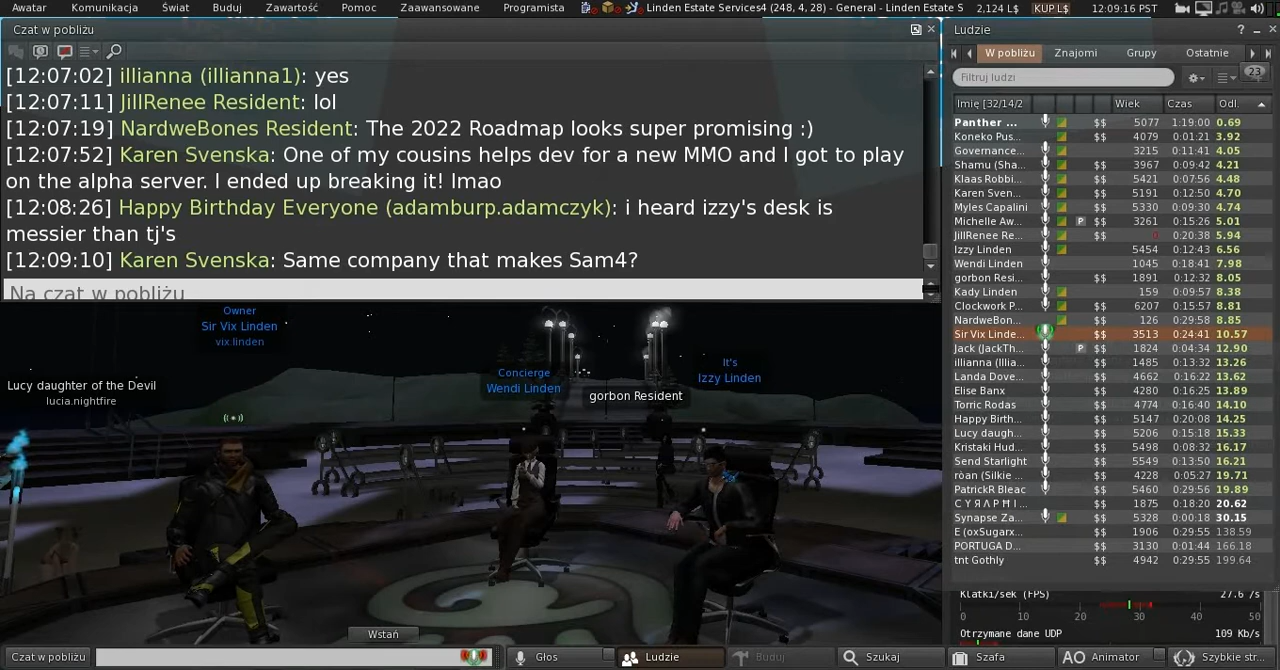 Awatar Komunikacja Świat Buduj Zawartość Pomoc Zaawansowane Programista Linden Estate Services4 (248, 4, 28) - General - Linden Estate S 2,124 L$ KUP L$ 12:09:16 PST
Czat w pobliżu
[12:07:02] illianna (illianna1): yes
[12:07:11] JillRenee Resident: lol
[12:07:19] NardweBones Resident: The 2022 Roadmap looks super promising :)
[12:07:52] Karen Svenska: One of my cousins helps dev for a new MMO and I got to play
on the alpha server. I ended up breaking it! lmao
[12:08:26] Happy Birthday Everyone (adamburp.adamczyk): i heard izzy's desk is
messier than tj's
[12:09:10] Karen Svenska: Same company that makes Sam4?
Na czat w pobliżu
Owner
Sir Vix Linden
vix linden
Lucy daughter of the Devil
lucia.nightfire
Concierge
Wendi Linden
gorbon Resident
It's
Izzy Linden
Wstań
Ludzie
W pobliżu Znajomi Grupy Ostatnie
Filtruj ludzi 23
Imię [32/14/2 Wiek Czas Odl.
Panther ... $$ 5077 1:19:00 0.69
Koneko Pus... $$ 4079 0:01:21 3.92
Governance... 3215 0:11:41 4.05
Shamu (Sha... $$ 3967 0:09:42 4.21
Klaas Robbi... $$ 5421 0:07:56 4.48
Karen Sven... $$ 5191 0:12:50 4.70
Myles Capalini $$ 5330 0:09:30 4.74
Michelle Aw... P $$ 3261 0:15:26 5.01
JillRenee Re... $$ 0 0:20:38 5.94
Izzy Linden 5454 0:12:43 6.56
Wendi Linden 1045 0:18:41 7.98
gorbon Resi... $$ 1891 0:12:32 8.05
Kady Linden 159 0:09:57 8.38
Clockwork P... $$ 6207 0:15:57 8.81
NardweBon... 126 0:29:58 8.85
Sir Vix Linde... $$ 3513 0:24:41 10.57
Jack (JackTh... P $$ 1824 0:04:34 12.90
illianna (illia... $$ 1485 0:13:32 13.26
Landa Dove... $$ 4662 0:16:22 13.62
Elise Banx $$ 4280 0:16:25 13.89
Torric Rodas $$ 4774 0:16:40 14.10
Happy Birth... $$ 5147 0:20:08 14.25
Lucy daugh... $$ 5206 0:15:18 15.33
Kristaki Hud... $$ 5498 0:08:32 16.17
Send Starlight $$ 5549 0:13:50 16.21
ròan (Silkie ... $$ 4228 0:05:27 19.71
PatrickR Bleac $$ 5460 0:29:56 19.89
$$ 1875 0:18:20 20.62
Synapse Za... $$ 5328 0:00:18 30.15
E (oxSugarx... $$ 1906 0:29:55 138.59
PORTUGA D... $$ 3130 0:01:44 166.18
tnt Gothly $$ 4942 0:29:55 199.64
Klatki/sek (FPS) 27.6 /s
0 10 20 30 40 50
Otrzymane dane UDP 109 Kb/s
Czat w pobliżu Głos Ludzie Buduj Szukaj Szafa AO Animator Szybkie str...